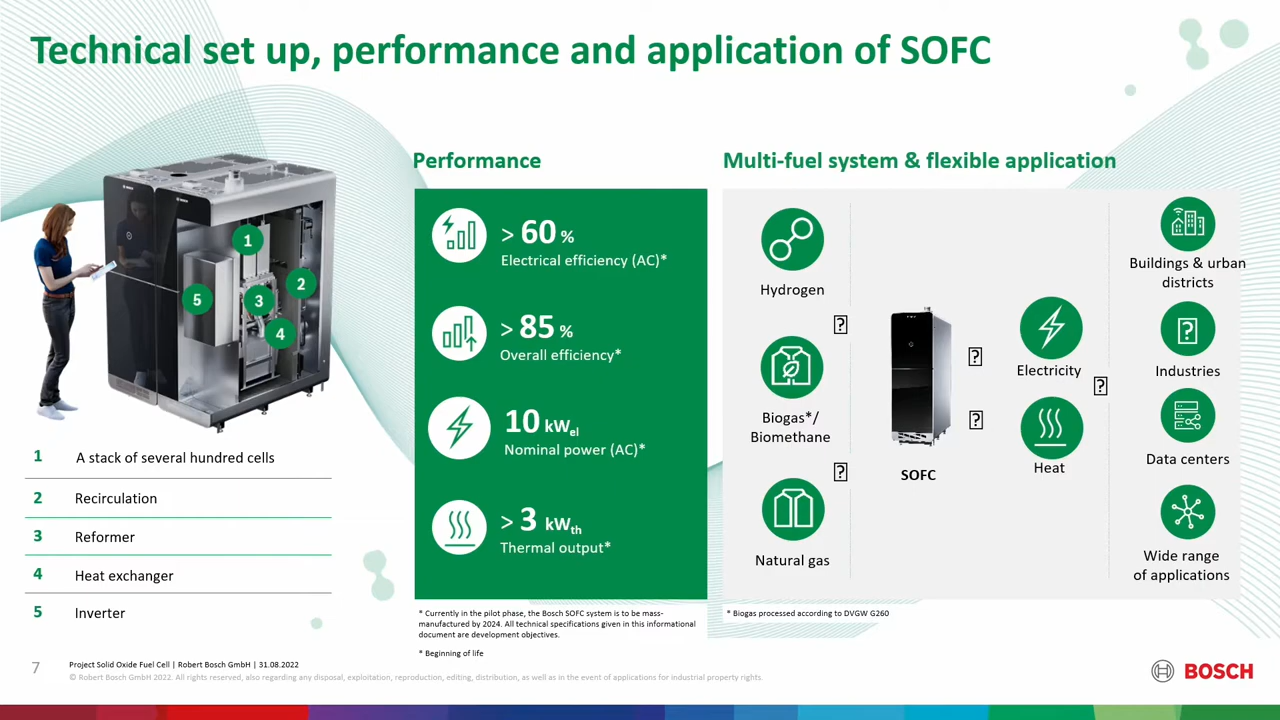 Technical set up, performance and application of SOFC
1
2
3
4
5
1 A stack of several hundred cells
2 Recirculation
3 Reformer
4 Heat exchanger
5 Inverter
Performance
> 60 %
Electrical efficiency (AC)*
> 85 %
Overall efficiency*
10 kWel
Nominal power (AC)*
> 3 kWth
Thermal output*
* Currently in the pilot phase, the Bosch SOFC system is to be mass-
manufactured by 2024. All technical specifications given in this informational
document are development objectives.
* Beginning of life
Multi-fuel system & flexible application
Hydrogen
Biogas*/
Biomethane
Natural gas
SOFC
Electricity
Heat
Buildings & urban
districts
Industries
Data centers
Wide range
of applications
* Biogas processed according to DVGW G260
7
Project Solid Oxide Fuel Cell | Robert Bosch GmbH | 31.08.2022
© Robert Bosch GmbH 2022. All rights reserved, also regarding any disposal, exploitation, reproduction, editing, distribution, as well as in the event of applications for industrial property rights.
BOSCH